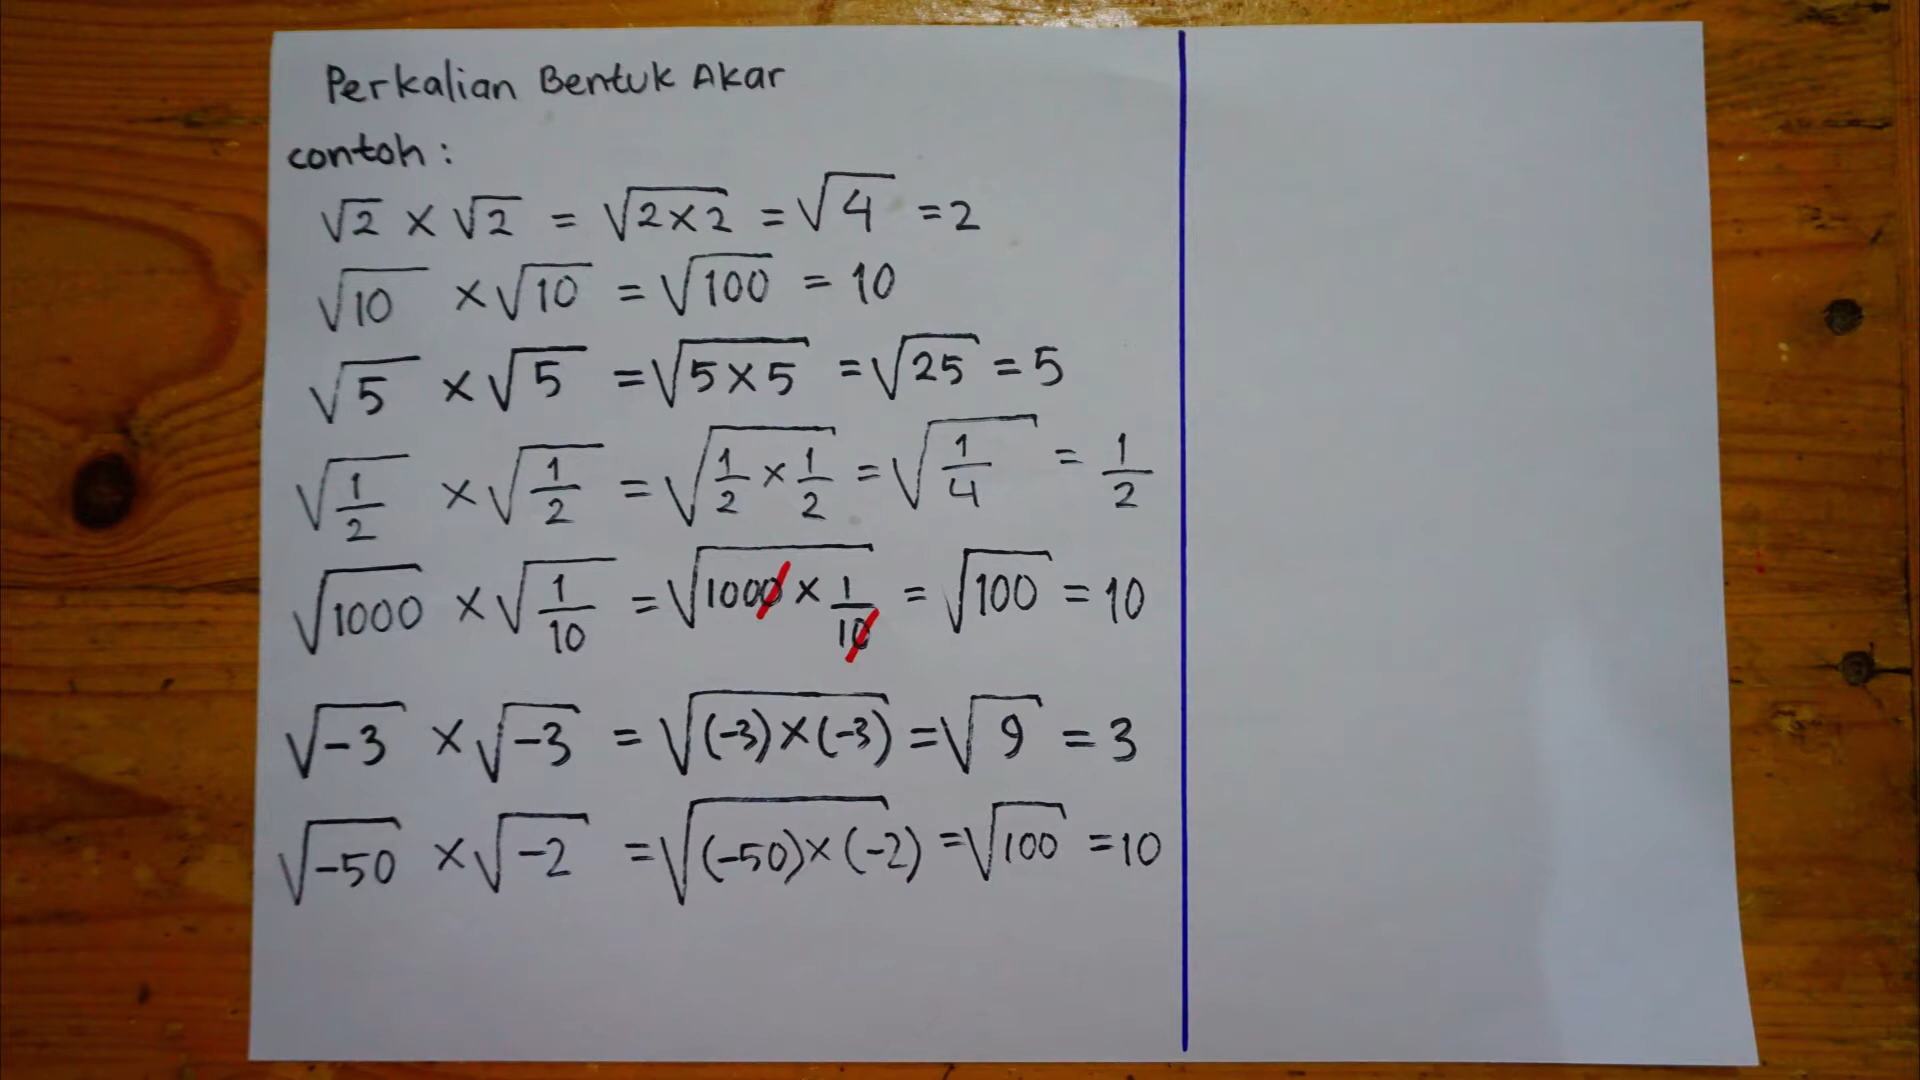 Perkalian Bentuk Akar
contoh :
√2 × √2 = √2×2 = √4 = 2
√10 × √10 = √100 = 10
√5 × √5 = √5×5 = √25 = 5
√1/2 × √1/2 = √1/2 × 1/2 = √1/4 = 1/2
√1000 × √1/10 = √1000 × 1/10 = √100 = 10
√-3 × √-3 = √(-3)×(-3) = √9 = 3
√-50 × √-2 = √(-50)×(-2) = √100 = 10